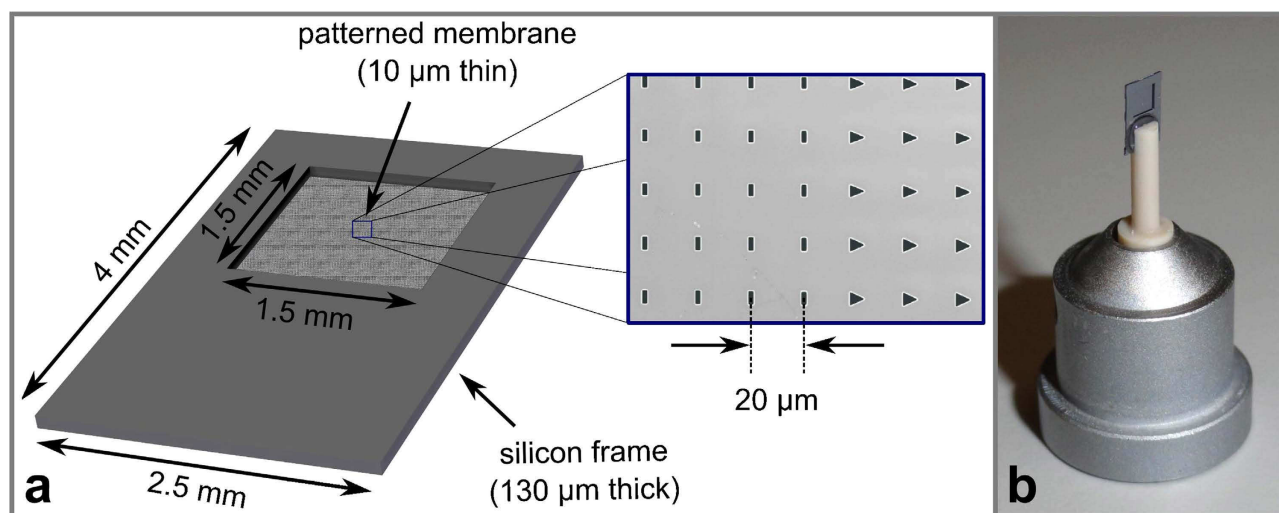 patterned membrane
(10 µm thin)
1.5 mm
4 mm
1.5 mm
20 µm
silicon frame
(130 µm thick)
2.5 mm
a
b